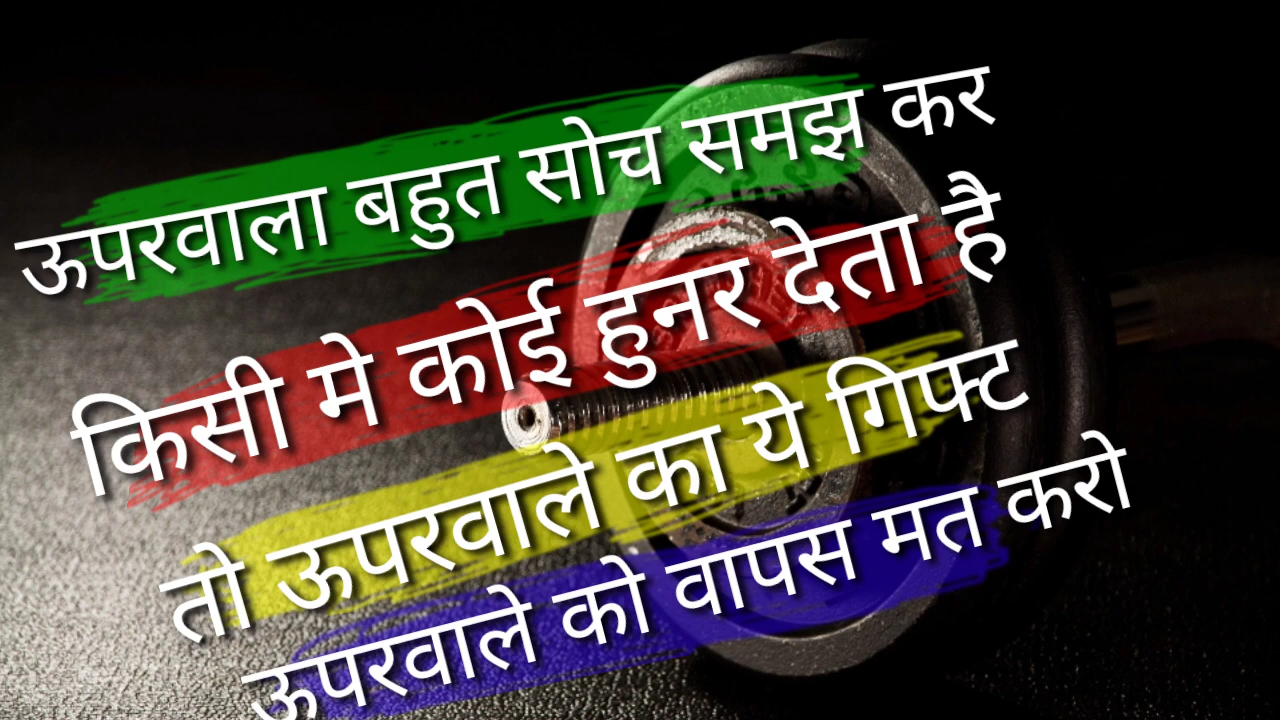 ऊपरवाला बहुत सोच समझ कर
किसी मे कोई हुनर देता है
तो ऊपरवाले का ये गिफ्ट
ऊपरवाले को वापस मत करो